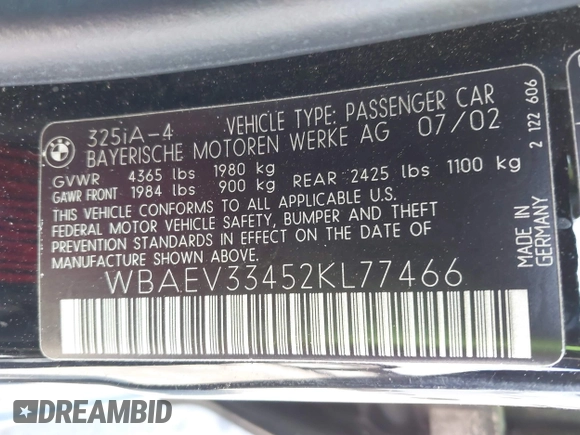 BMW
325iA-4 VEHICLE TYPE: PASSENGER CAR
BAYERISCHE MOTOREN WERKE AG 07/02
GVWR 4365 lbs 1980 kg
GAWR FRONT 1984 lbs 900 kg REAR 2425 lbs 1100 kg
THIS VEHICLE CONFORMS TO ALL APPLICABLE U.S.
FEDERAL MOTOR VEHICLE SAFETY, BUMPER AND THEFT
PREVENTION STANDARDS IN EFFECT ON THE DATE OF
MANUFACTURE SHOWN ABOVE.
WBAEV33452KL77466
2 122 606
MADE IN
GERMANY
DREAMBID